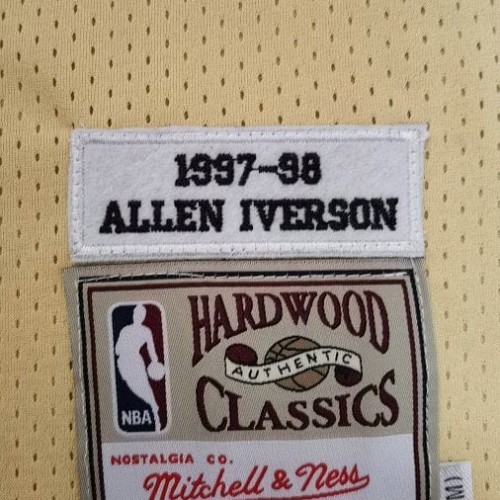 1997-98
ALLEN IVERSON
HARDWOOD
AUTHENTIC
CLASSICS
NBA
NOSTALGIA CO.
Mitchell & Ness